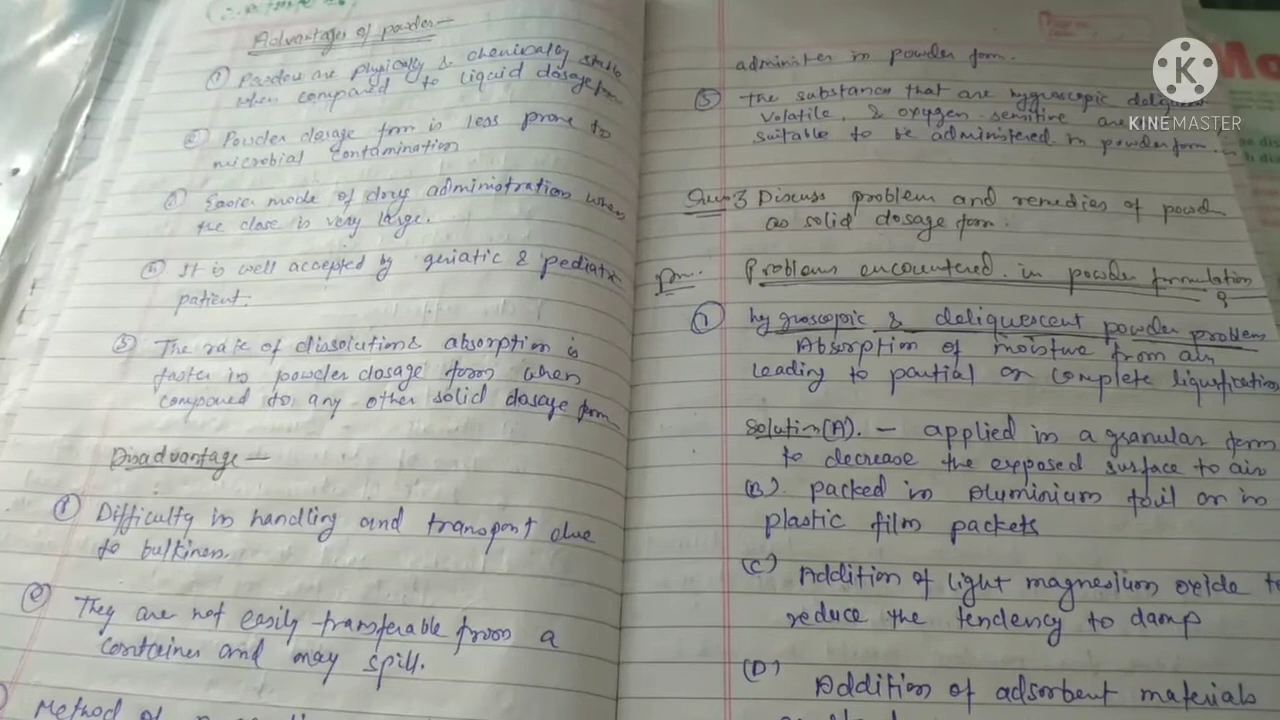 Advantages of powder—
① Powder are physically & chemically stable
when compared to liquid dosage form
② Powder dosage form is less prone to
microbial contamination
③ Easier mode of drug administration when
the dose is very large.
④ It is well accepted by geriatic & pediatric
patient.
⑤ The rate of dissolution & absorption is
faster in powder dosage form when
compared to any other solid dosage form
Disadvantage —
① Difficulty in handling and transport due
to bulkiness.
② They are not easily transferable from a
container and may spill.
Method of
administer in powder form.
⑤ The substances that are hygroscopic
volatile, & oxygen sensitive are
suitable to be administered in powder form
Que 3 Discuss problem and remedies of powder
as solid dosage form.
Ans. Problems encountered in powder formulation
① hygroscopic & deliquescent powder problem
Absorption of moisture from air
leading to partial or complete liquification
Solution (A). — applied in a granular form
to decrease the exposed surface to air
(B) packed in aluminium foil or in
plastic film packets
(C) Addition of light magnesium oxide to
reduce the tendency to damp
(D) Addition of adsorbent materials
K
KINEMASTER